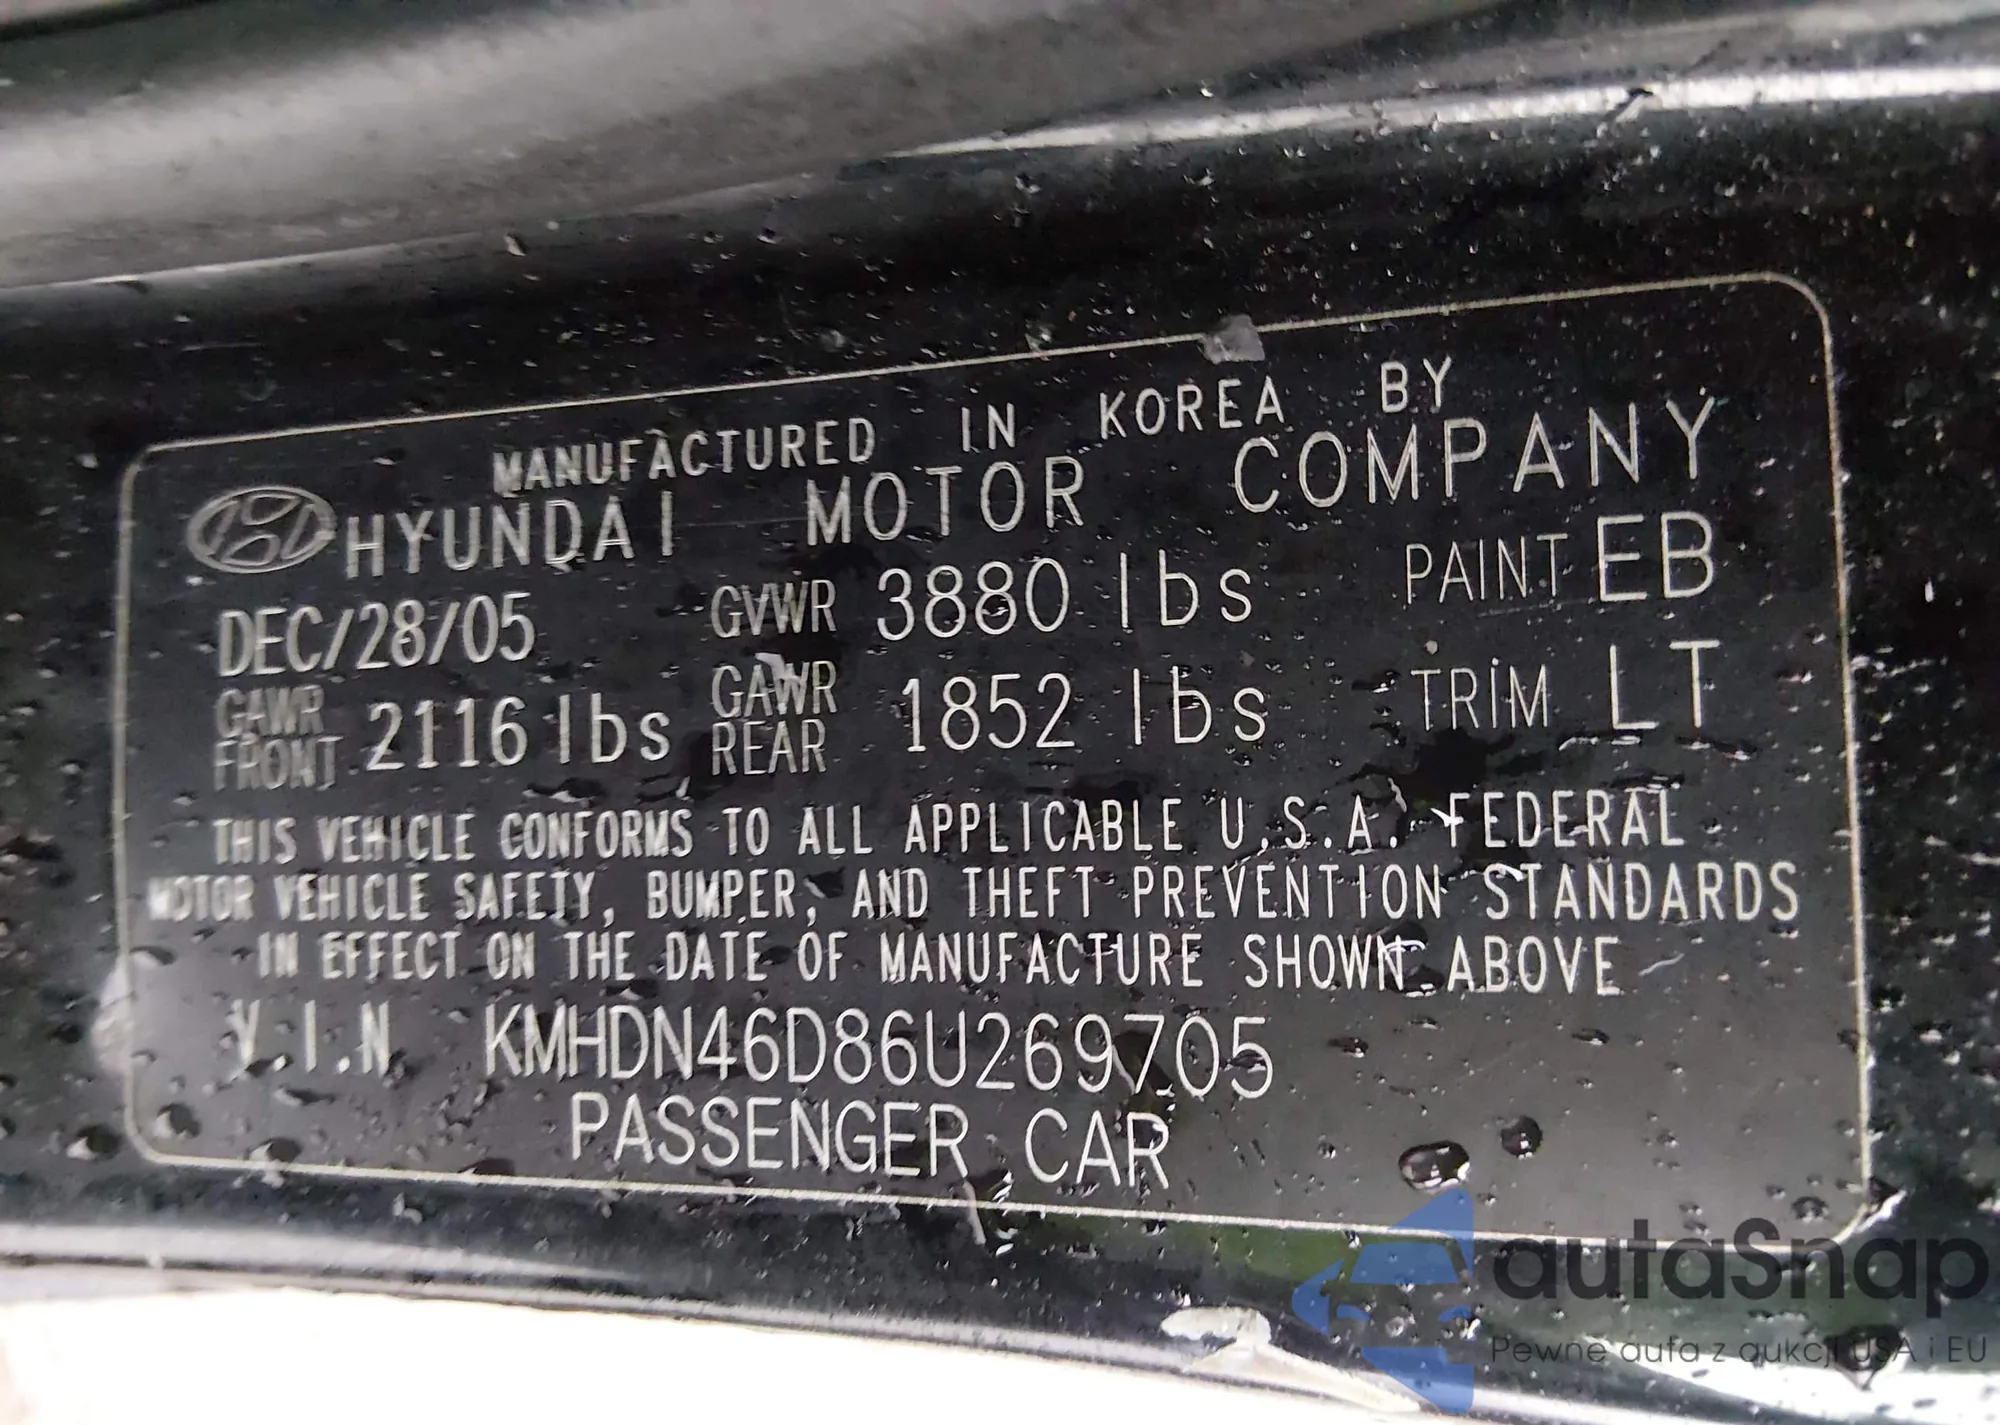 MANUFACTURED IN KOREA BY
HYUNDAI MOTOR COMPANY
DEC/28/05 GVWR 3880 lbs PAINT EB
GAWR FRONT 2116 lbs GAWR REAR 1852 lbs TRIM LT
THIS VEHICLE CONFORMS TO ALL APPLICABLE U.S.A. FEDERAL
MOTOR VEHICLE SAFETY, BUMPER, AND THEFT PREVENTION STANDARDS
IN EFFECT ON THE DATE OF MANUFACTURE SHOWN ABOVE
V.I.N KMHDN46D86U269705
PASSENGER CAR
autaSnap
Pewne auta z aukcji USA i EU